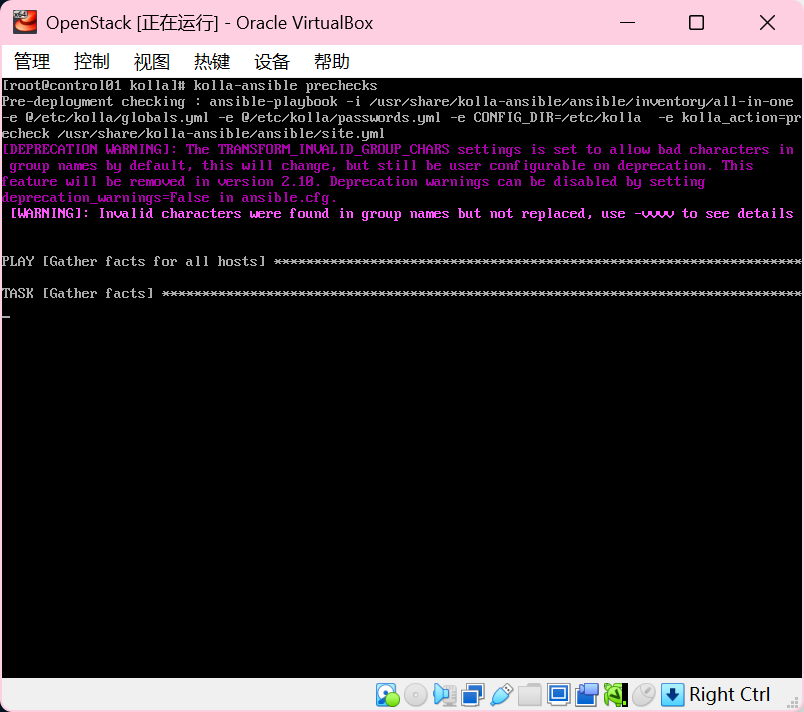 OpenStack [正在运行] - Oracle VirtualBox
管理 控制 视图 热键 设备 帮助
[root@control01 kolla]# kolla-ansible prechecks
Pre-deployment checking : ansible-playbook -i /usr/share/kolla-ansible/ansible/inventory/all-in-one
-e @/etc/kolla/globals.yml -e @/etc/kolla/passwords.yml -e CONFIG_DIR=/etc/kolla  -e kolla_action=pr
echeck /usr/share/kolla-ansible/ansible/site.yml
[DEPRECATION WARNING]: The TRANSFORM_INVALID_GROUP_CHARS settings is set to allow bad characters in
 group names by default, this will change, but still be user configurable on deprecation. This
feature will be removed in version 2.10. Deprecation warnings can be disabled by setting
deprecation_warnings=False in ansible.cfg.
 [WARNING]: Invalid characters were found in group names but not replaced, use -vvvv to see details
PLAY [Gather facts for all hosts] ******************************************************************
TASK [Gather facts] ********************************************************************************
Right Ctrl